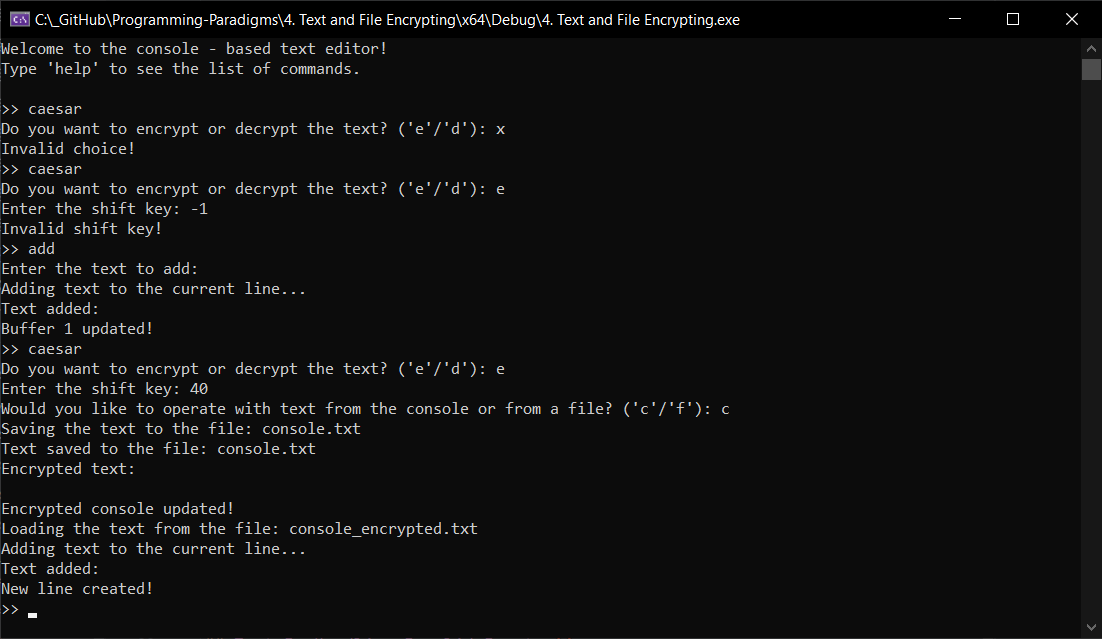 C:\_GitHub\Programming-Paradigms\4. Text and File Encrypting\x64\Debug\4. Text and File Encrypting.exe
Welcome to the console - based text editor!
Type 'help' to see the list of commands.

>> caesar
Do you want to encrypt or decrypt the text? ('e'/'d'): x
Invalid choice!
>> caesar
Do you want to encrypt or decrypt the text? ('e'/'d'): e
Enter the shift key: -1
Invalid shift key!
>> add
Enter the text to add:
Adding text to the current line...
Text added:
Buffer 1 updated!
>> caesar
Do you want to encrypt or decrypt the text? ('e'/'d'): e
Enter the shift key: 40
Would you like to operate with text from the console or from a file? ('c'/'f'): c
Saving the text to the file: console.txt
Text saved to the file: console.txt
Encrypted text:

Encrypted console updated!
Loading the text from the file: console_encrypted.txt
Adding text to the current line...
Text added:
New line created!
>>